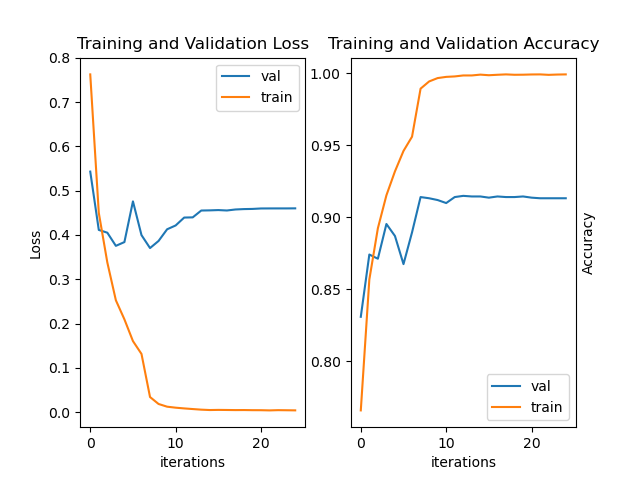 Training and Validation Loss
Training and Validation Accuracy
0.8
0.7
0.6
0.5
0.4
0.3
0.2
0.1
0.0
Loss
0
10
20
iterations
val
train
1.00
0.95
0.90
0.85
0.80
Accuracy
0
10
20
iterations
val
train